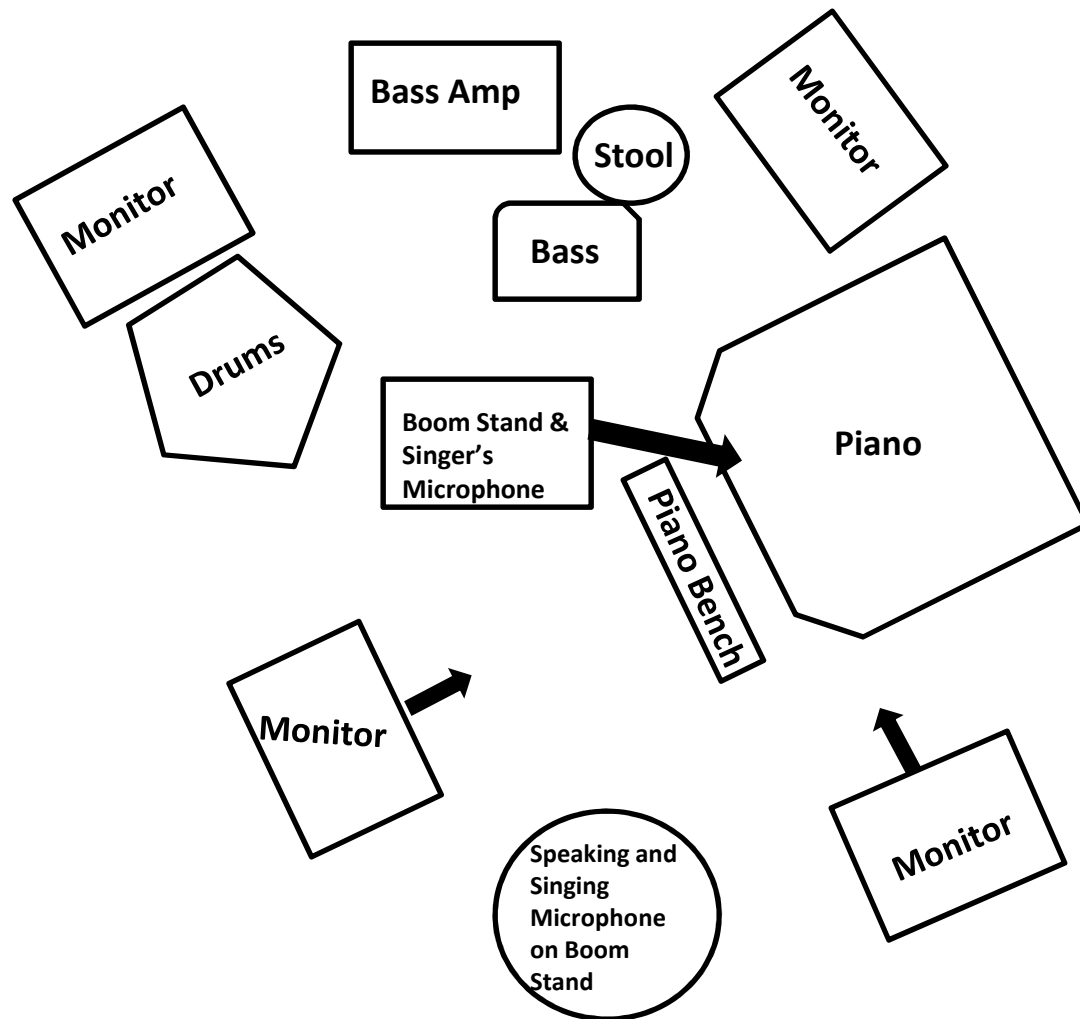 Bass Amp
Monitor
Stool
Monitor
Bass
Drums
Boom Stand &
Singer’s
Microphone
Piano
Piano Bench
Monitor
Monitor
Speaking and
Singing
Microphone
on Boom
Stand